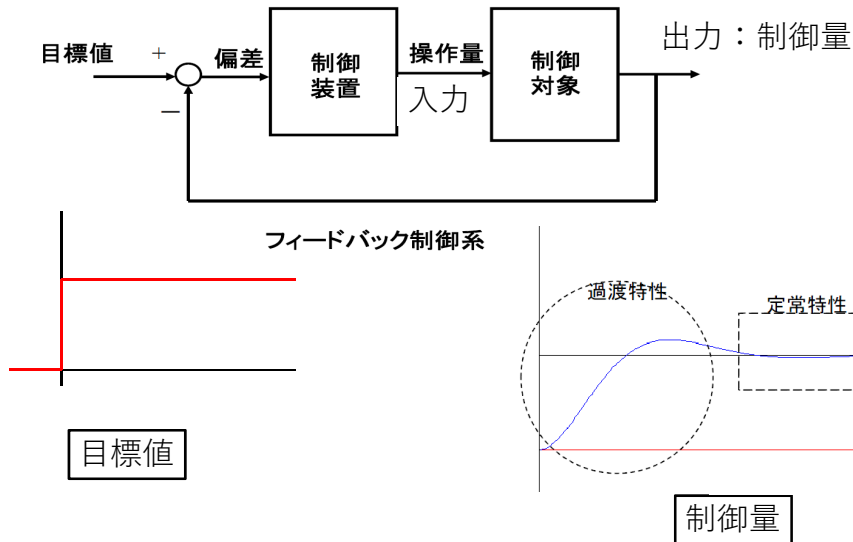 目標値
+
偏差
制御
装置
操作量
入力
制御
対象
出力：制御量
−
フィードバック制御系
過渡特性
定常特性
目標値
制御量